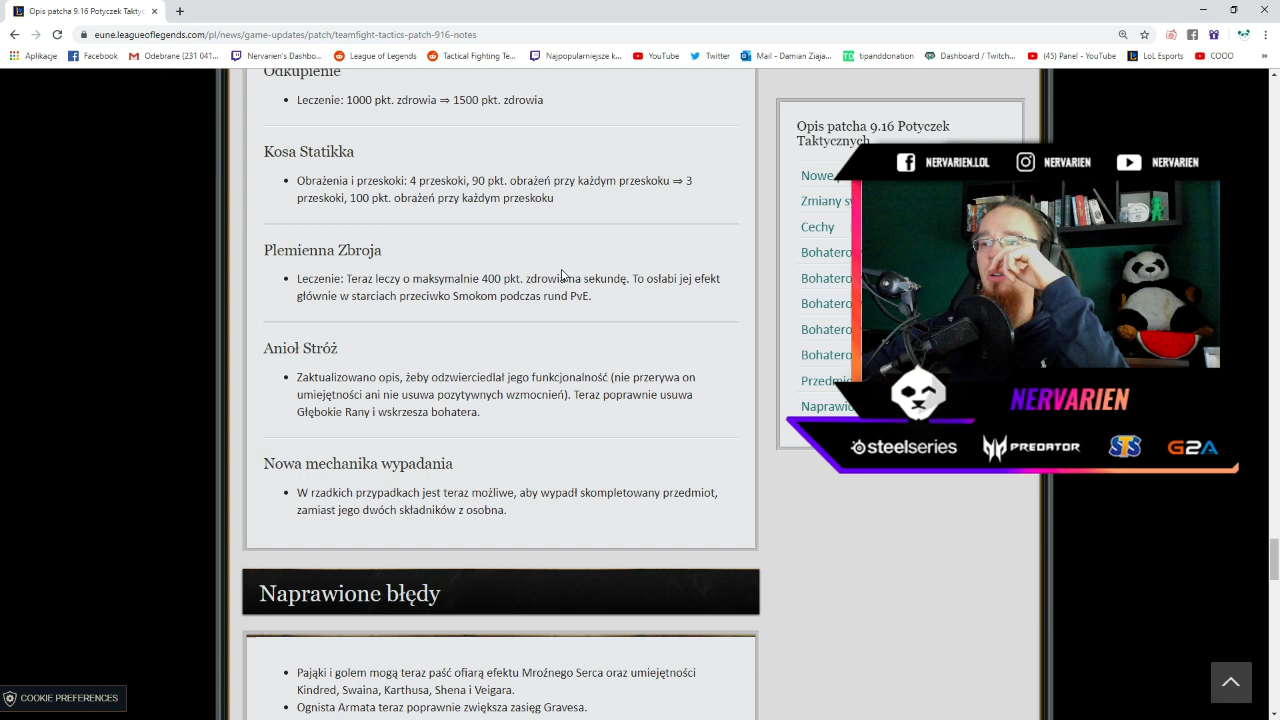 Opis patcha 9.16 Potyczek Takty
eune.leagueoflegends.com/pl/news/game-updates/patch/teamfight-tactics-patch-916-notes
Aplikacje Facebook Odebrane (231 041... Nervarien's Dashbo... League of Legends Tactical Fighting Te... Najpopularniejsze k... YouTube Twitter Mail - Damian Ziaja... tipanddonation Dashboard / Twitch... (45) Panel - YouTube LoL Esports COOO »
Odkupienie
• Leczenie: 1000 pkt. zdrowia ⇒ 1500 pkt. zdrowia
Kosa Statikka
• Obrażenia i przeskoki: 4 przeskoki, 90 pkt. obrażeń przy każdym przeskoku ⇒ 3
przeskoki, 100 pkt. obrażeń przy każdym przeskoku
Plemienna Zbroja
• Leczenie: Teraz leczy o maksymalnie 400 pkt. zdrowia na sekundę. To osłabi jej efekt
głównie w starciach przeciwko Smokom podczas rund PvE.
Anioł Stróż
• Zaktualizowano opis, żeby odzwierciedlał jego funkcjonalność (nie przerywa on
umiejętności ani nie usuwa pozytywnych wzmocnień). Teraz poprawnie usuwa
Głębokie Rany i wskrzesza bohatera.
Nowa mechanika wypadania
• W rzadkich przypadkach jest teraz możliwe, aby wypadł skompletowany przedmiot,
zamiast jego dwóch składników z osobna.
Naprawione błędy
• Pająki i golem mogą teraz paść ofiarą efektu Mroźnego Serca oraz umiejętności
Kindred, Swaina, Karthusa, Shena i Veigara.
• Ognista Armata teraz poprawnie zwiększa zasięg Gravesa.
Opis patcha 9.16 Potyczek
Taktycznych
Nowe
Zmiany s
Cechy
Bohatero
Bohatero
Bohatero
Bohatero
Bohatero
Przedmi
Naprawio
NERVARIEN.LOL NERVARIEN NERVARIEN
NERVARIEN
steelseries PREDATOR STS G2A
COOKIE PREFERENCES